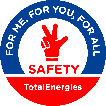 FOR ME, FOR YOU, FOR ALL
SAFETY
TotalEnergies